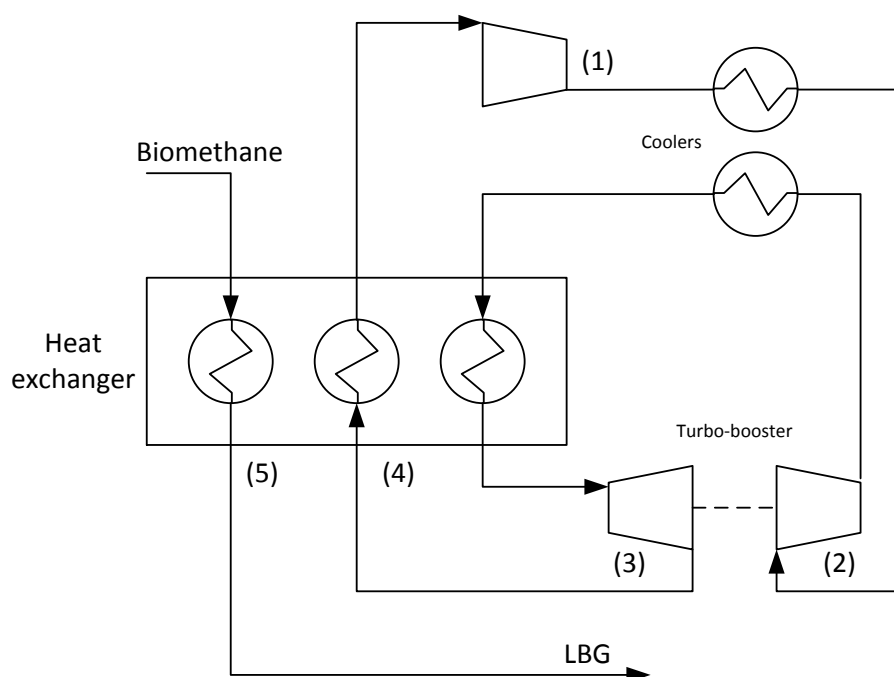 (1)
Coolers
Biomethane
Heat
exchanger
Turbo-booster
(5)
(4)
(3)
(2)
LBG